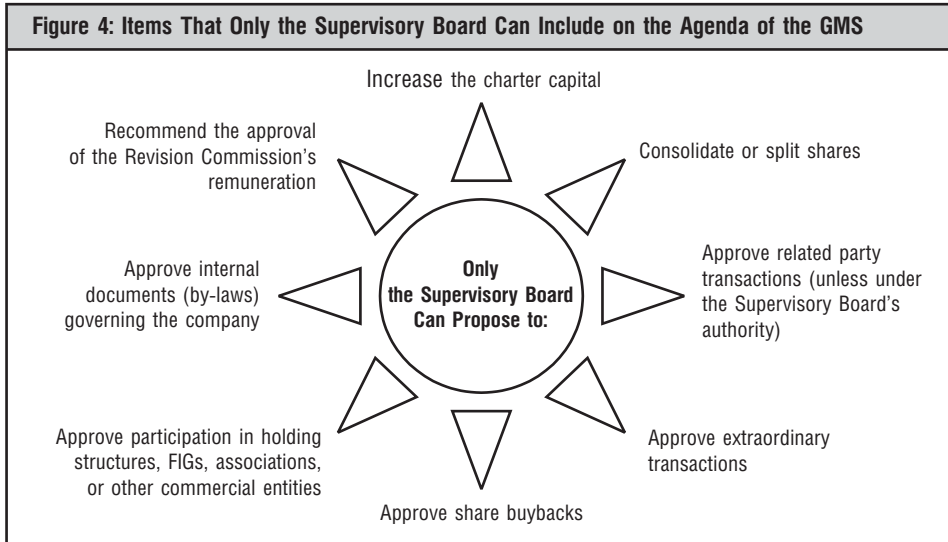 Figure 4: Items That Only the Supervisory Board Can Include on the Agenda of the GMS
Increase the charter capital
Recommend the approval
of the Revision Commission's
remuneration
Consolidate or split shares
Approve internal
documents (by-laws)
governing the company
Only
the Supervisory Board
Can Propose to:
Approve related party
transactions (unless under
the Supervisory Board's
authority)
Approve participation in holding
structures, FIGs, associations,
or other commercial entities
Approve extraordinary
transactions
Approve share buybacks